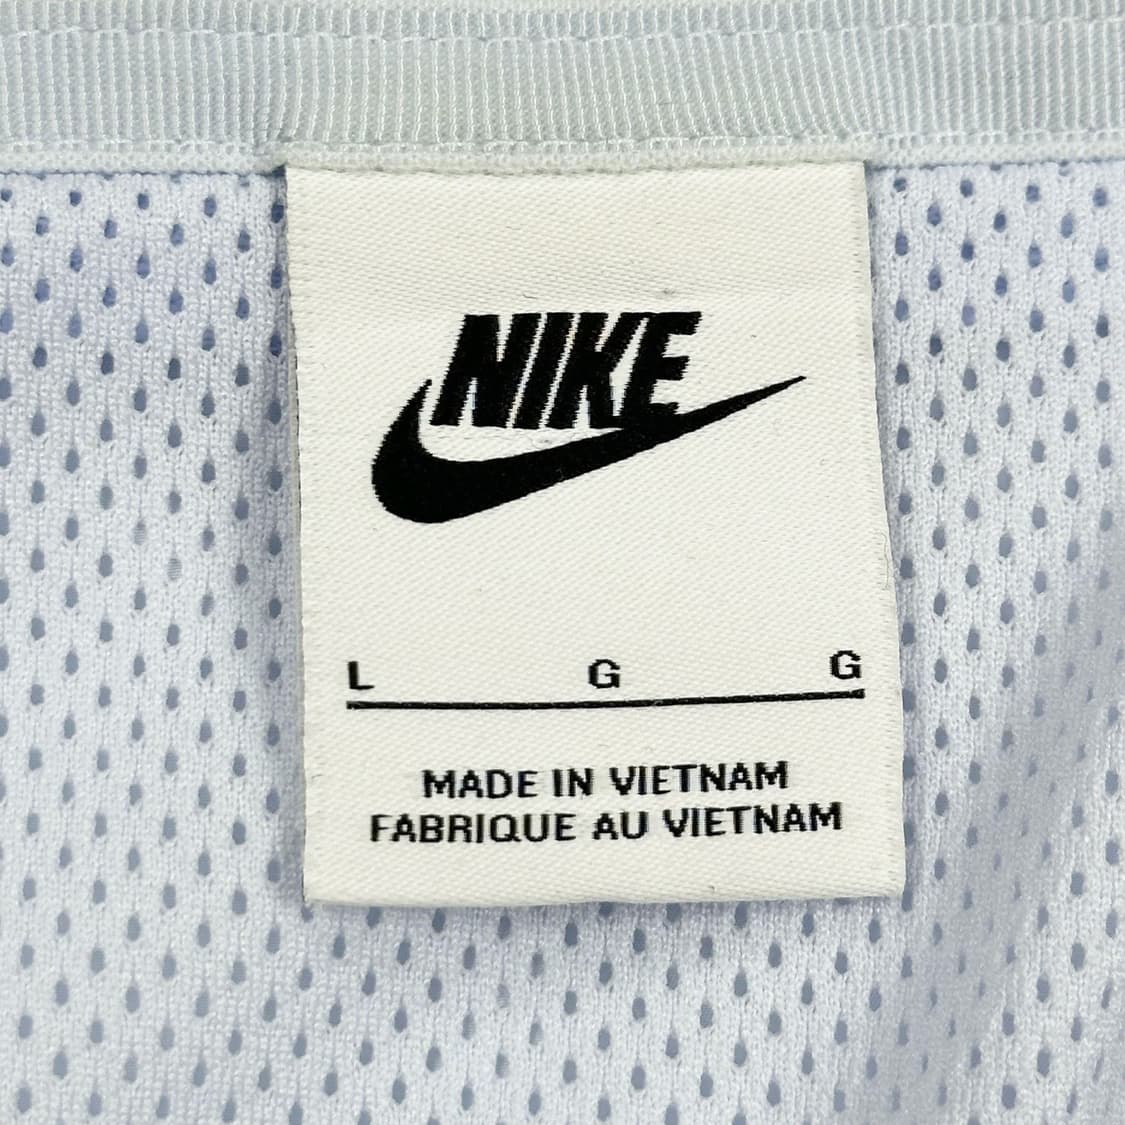 NIKE
L G G
MADE IN VIETNAM
FABRIQUE AU VIETNAM